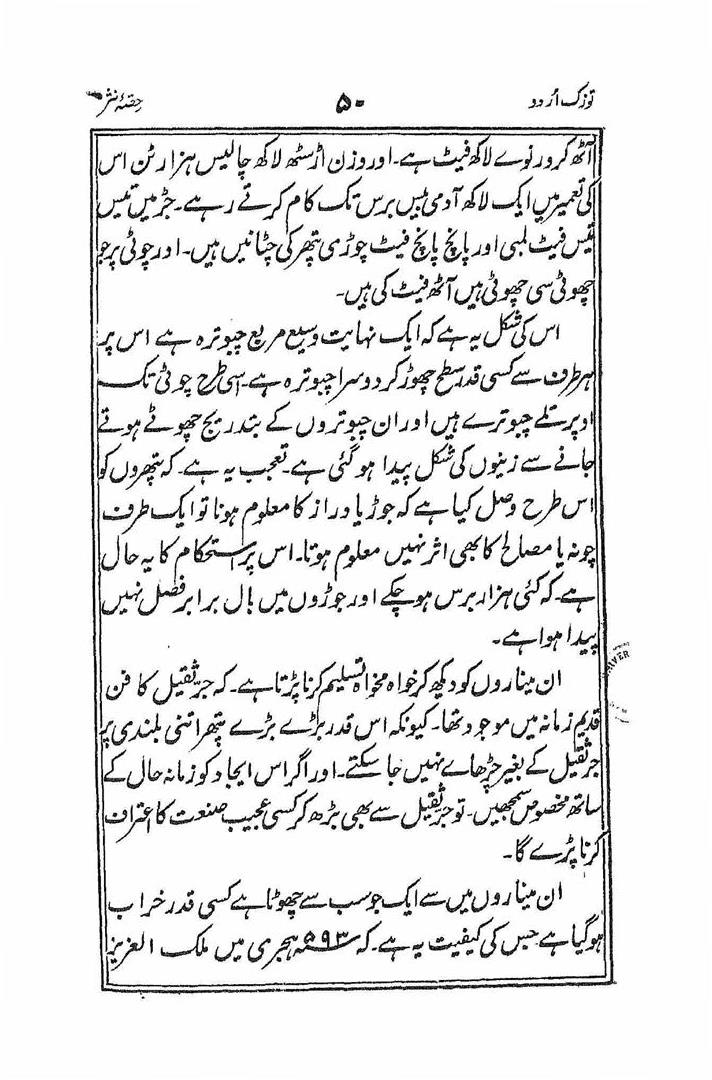 توزک اُردو
۵۰
حصّۂ نثر
آٹھ کرور نوے لاکھ فیٹ ہے۔ اور وزن اڑسٹھ لاکھ چالیس ہزار ٹن اس
کی تعمیر میں ایک لاکھ آدمی بیس برس تک کام کرتے رہے۔ جڑ میں تیس
تیس فیٹ لمبی اور پانچ پانچ فیٹ چوڑی پتھر کی چٹانیں ہیں۔ اور چوٹی پر جو
چھوٹی سی چھوٹی ہیں آٹھ فیٹ کی ہیں۔
اس کی شکل یہ ہے کہ ایک نہایت وسیع مربع چبوترہ ہے اس پر
ہر طرف سے کسی قدر سطح چھوڑ کر دوسرا چبوترہ ہے۔ اسی طرح چوٹی تک
اوپر تلے چبوترے ہیں اور ان چبوتروں کے بتدریج چھوٹے ہوتے
جانے سے زینوں کی شکل پیدا ہو گئی ہے۔ تعجب یہ ہے۔ کہ پتھروں کو
اس طرح وصل کیا ہے کہ جوڑ یا دراز کا معلوم ہونا تو ایک طرف
چونہ یا مصالح کا بھی اثر نہیں معلوم ہوتا۔ اس پر استحکام کا یہ حال
ہے۔ کہ کئی ہزار برس ہو چکے اور جوڑوں میں بال برابر فصل نہیں
پیدا ہوا ہے۔
ان میناروں کو دیکھ کر خواہ مخواہ تسلیم کرنا پڑتا ہے۔ کہ جرِ ثقیل کا فن
قدیم زمانہ میں موجود تھا۔ کیونکہ اس قدر بڑے بڑے پتھر اتنی بلندی پر
جرِ ثقیل کے بغیر چڑھاے نہیں جا سکتے۔ اور اگر اس ایجاد کو زمانہ حال کے
ساتھ مخصوص سمجھیں۔ تو جرِ ثقیل سے بھی بڑھ کر کسی عجیب صنعت کا اعتراف
کرنا پڑے گا۔
ان میناروں میں سے ایک جو سب سے چھوٹا ہے کسی قدر خراب
ہو گیا ہے جس کی کیفیت یہ ہے۔ کہ ۵۹۳ ہجری میں ملک العزیز